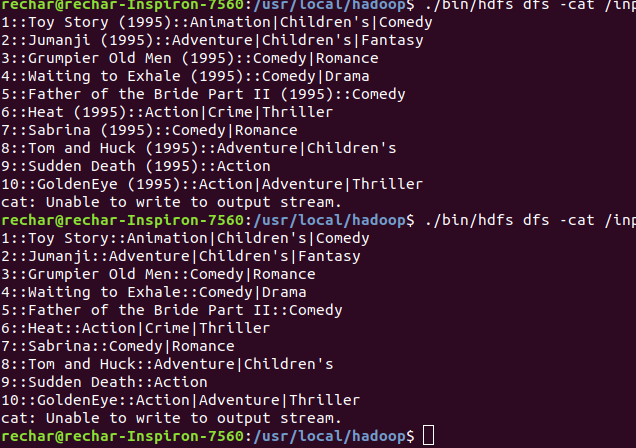 rechar@rechar-Inspiron-7560:/usr/local/hadoop$ ./bin/hdfs dfs -cat /inp
1::Toy Story (1995)::Animation|Children's|Comedy
2::Jumanji (1995)::Adventure|Children's|Fantasy
3::Grumpier Old Men (1995)::Comedy|Romance
4::Waiting to Exhale (1995)::Comedy|Drama
5::Father of the Bride Part II (1995)::Comedy
6::Heat (1995)::Action|Crime|Thriller
7::Sabrina (1995)::Comedy|Romance
8::Tom and Huck (1995)::Adventure|Children's
9::Sudden Death (1995)::Action
10::GoldenEye (1995)::Action|Adventure|Thriller
cat: Unable to write to output stream.
rechar@rechar-Inspiron-7560:/usr/local/hadoop$ ./bin/hdfs dfs -cat /inp
1::Toy Story::Animation|Children's|Comedy
2::Jumanji::Adventure|Children's|Fantasy
3::Grumpier Old Men::Comedy|Romance
4::Waiting to Exhale::Comedy|Drama
5::Father of the Bride Part II::Comedy
6::Heat::Action|Crime|Thriller
7::Sabrina::Comedy|Romance
8::Tom and Huck::Adventure|Children's
9::Sudden Death::Action
10::GoldenEye::Action|Adventure|Thriller
cat: Unable to write to output stream.
rechar@rechar-Inspiron-7560:/usr/local/hadoop$